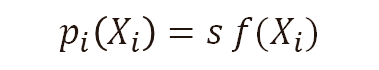 pᵢ(Xᵢ) = s f(Xᵢ)